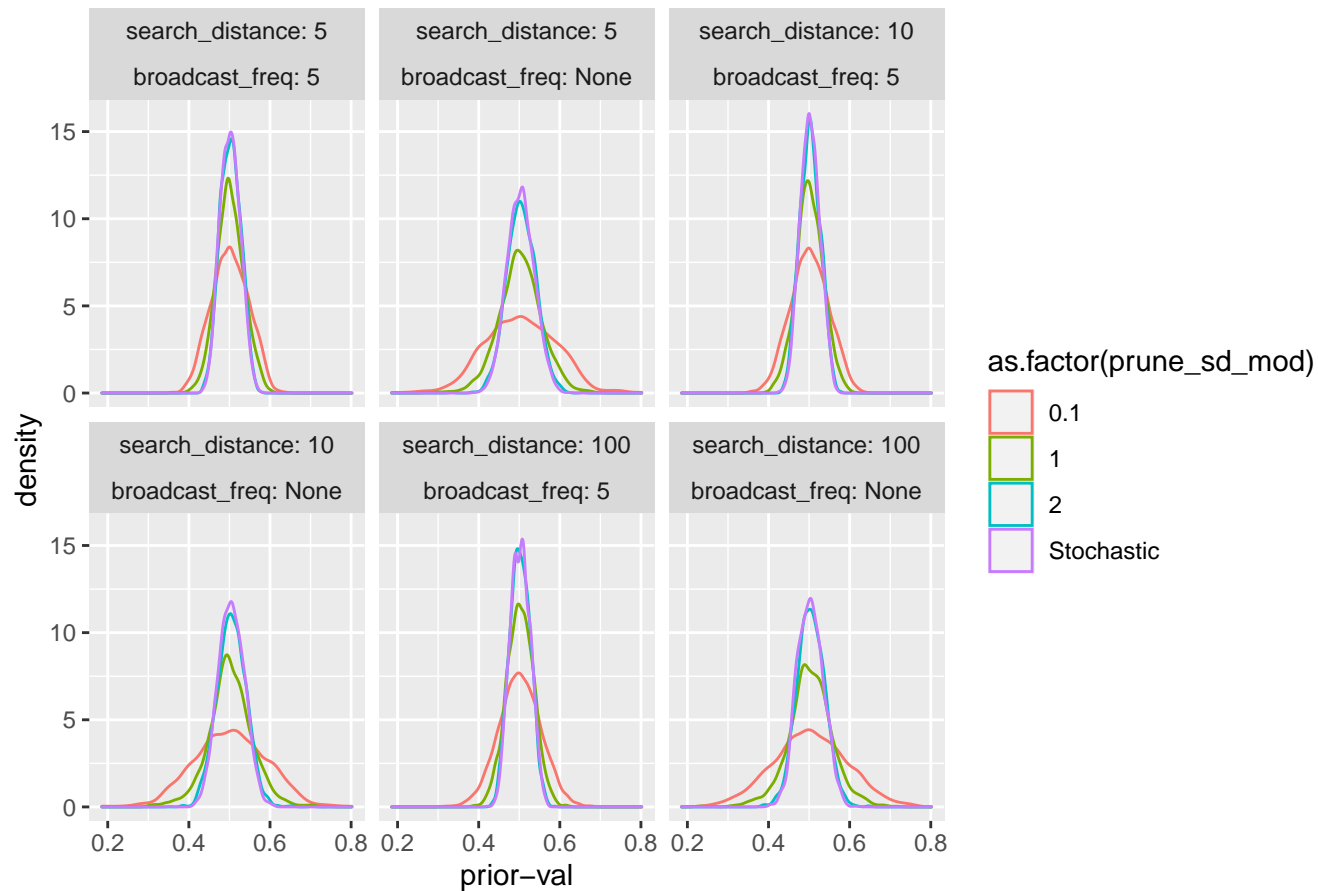 search_distance: 5
broadcast_freq: 5
search_distance: 5
broadcast_freq: None
search_distance: 10
broadcast_freq: 5
15
10
5
0
density
search_distance: 10
broadcast_freq: None
search_distance: 100
broadcast_freq: 5
search_distance: 100
broadcast_freq: None
15
10
5
0
0.2 0.4 0.6 0.8
0.2 0.4 0.6 0.8
0.2 0.4 0.6 0.8
prior−val
as.factor(prune_sd_mod)
0.1
1
2
Stochastic